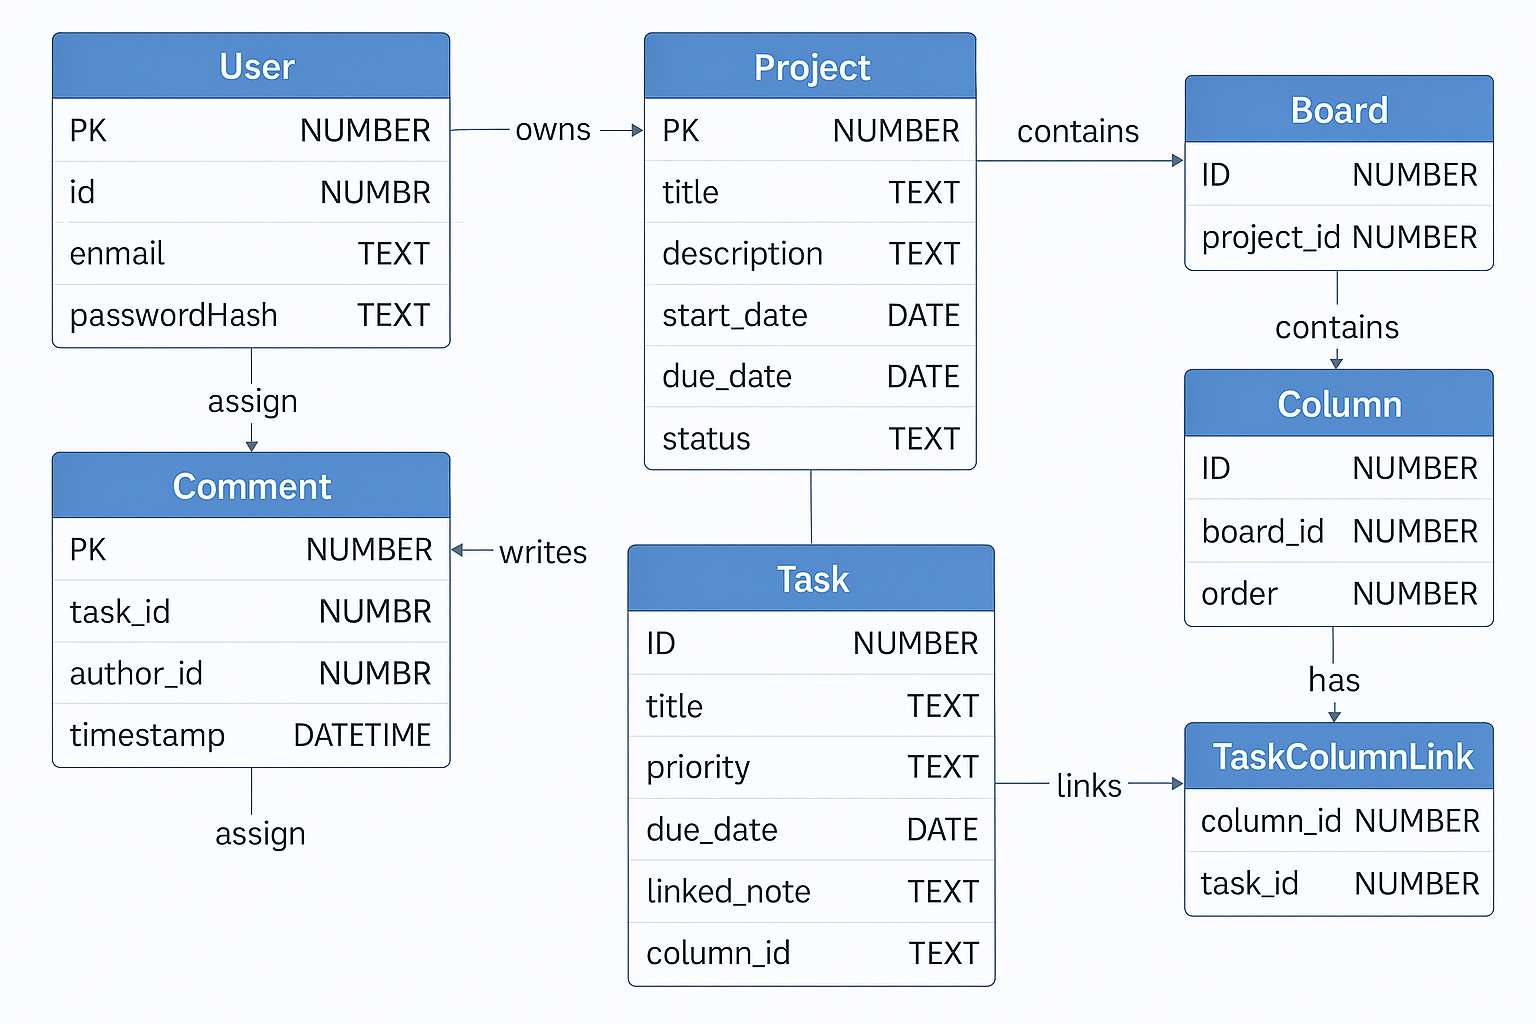 User
PK NUMBER
id NUMBR
enmail TEXT
passwordHash TEXT
owns
Project
PK NUMBER
title TEXT
description TEXT
start_date DATE
due_date DATE
status TEXT
contains
Board
ID NUMBER
project_id NUMBER
contains
Column
ID NUMBER
board_id NUMBER
order NUMBER
has
TaskColumnLink
column_id NUMBER
task_id NUMBER
assign
Comment
PK NUMBER
task_id NUMBR
author_id NUMBR
timestamp DATETIME
assign
writes
Task
ID NUMBER
title TEXT
priority TEXT
due_date DATE
linked_note TEXT
column_id TEXT
links